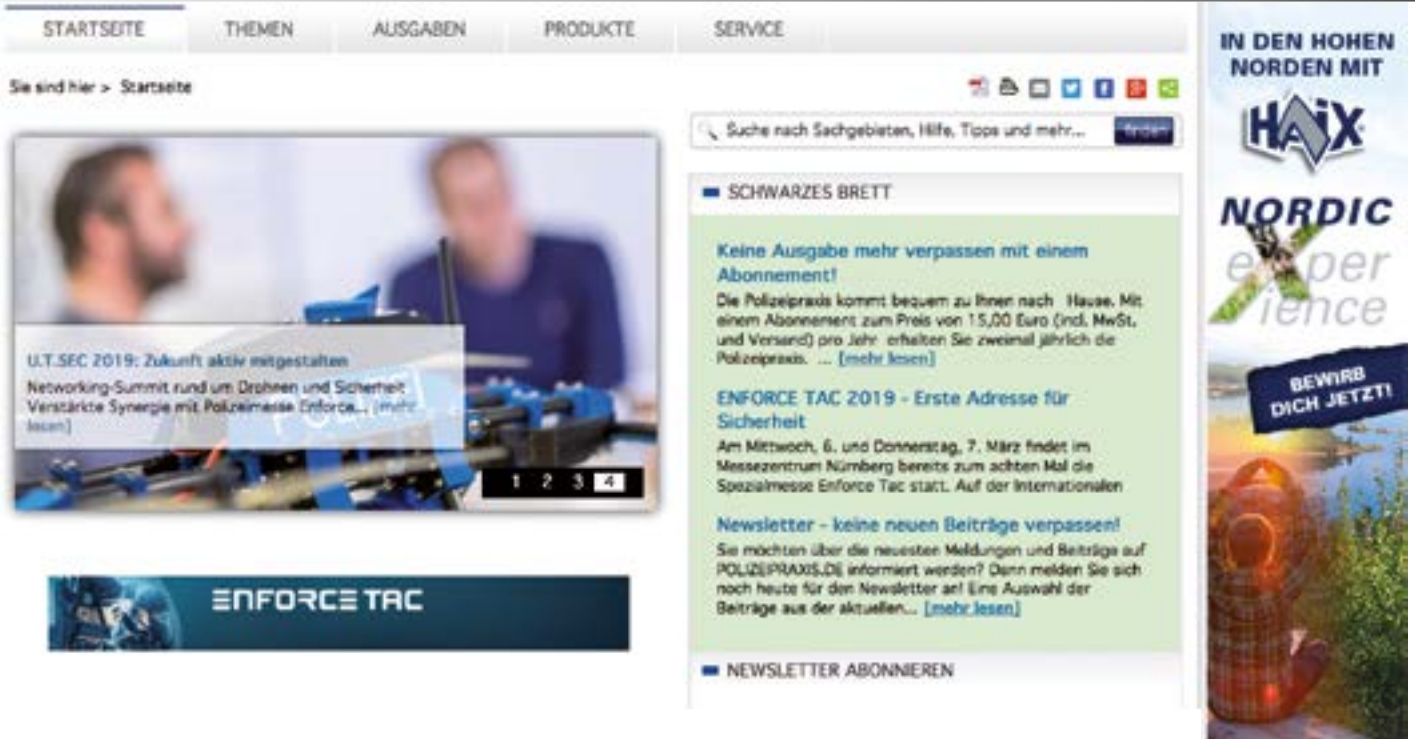 STARTSEITE THEMEN AUSGABEN PRODUKTE SERVICE
Sie sind hier > Startseite
Suche nach Sachgebieten, Hilfe, Tipps und mehr... finden
U.T.SEC 2019: Zukunft aktiv mitgestalten
Networking-Summit rund um Drohnen und Sicherheit
Verstärkte Synergie mit Polizeimesse Enforce... [mehr
lesen]
POLIZEI
1 2 3 4
ENFORCE TAC
SCHWARZES BRETT
Keine Ausgabe mehr verpassen mit einem
Abonnement!
Die Polizeipraxis kommt bequem zu Ihnen nach Hause. Mit
einem Abonnement zum Preis von 15,00 Euro (incl. MwSt.
und Versand) pro Jahr erhalten Sie zweimal jährlich die
Polizeipraxis. ... [mehr lesen]
ENFORCE TAC 2019 - Erste Adresse für
Sicherheit
Am Mittwoch, 6. und Donnerstag, 7. März findet im
Messezentrum Nürnberg bereits zum achten Mal die
Spezialmesse Enforce Tac statt. Auf der Internationalen
Newsletter - keine neuen Beiträge verpassen!
Sie möchten über die neuesten Meldungen und Beiträge auf
POLIZEIPRAXIS.DE informiert werden? Dann melden Sie sich
noch heute für den Newsletter an! Eine Auswahl der
Beiträge aus der aktuellen... [mehr lesen]
NEWSLETTER ABONNIEREN
IN DEN HOHEN
NORDEN MIT
HAIX
NORDIC
eXper
ience
BEWIRB
DICH JETZT!